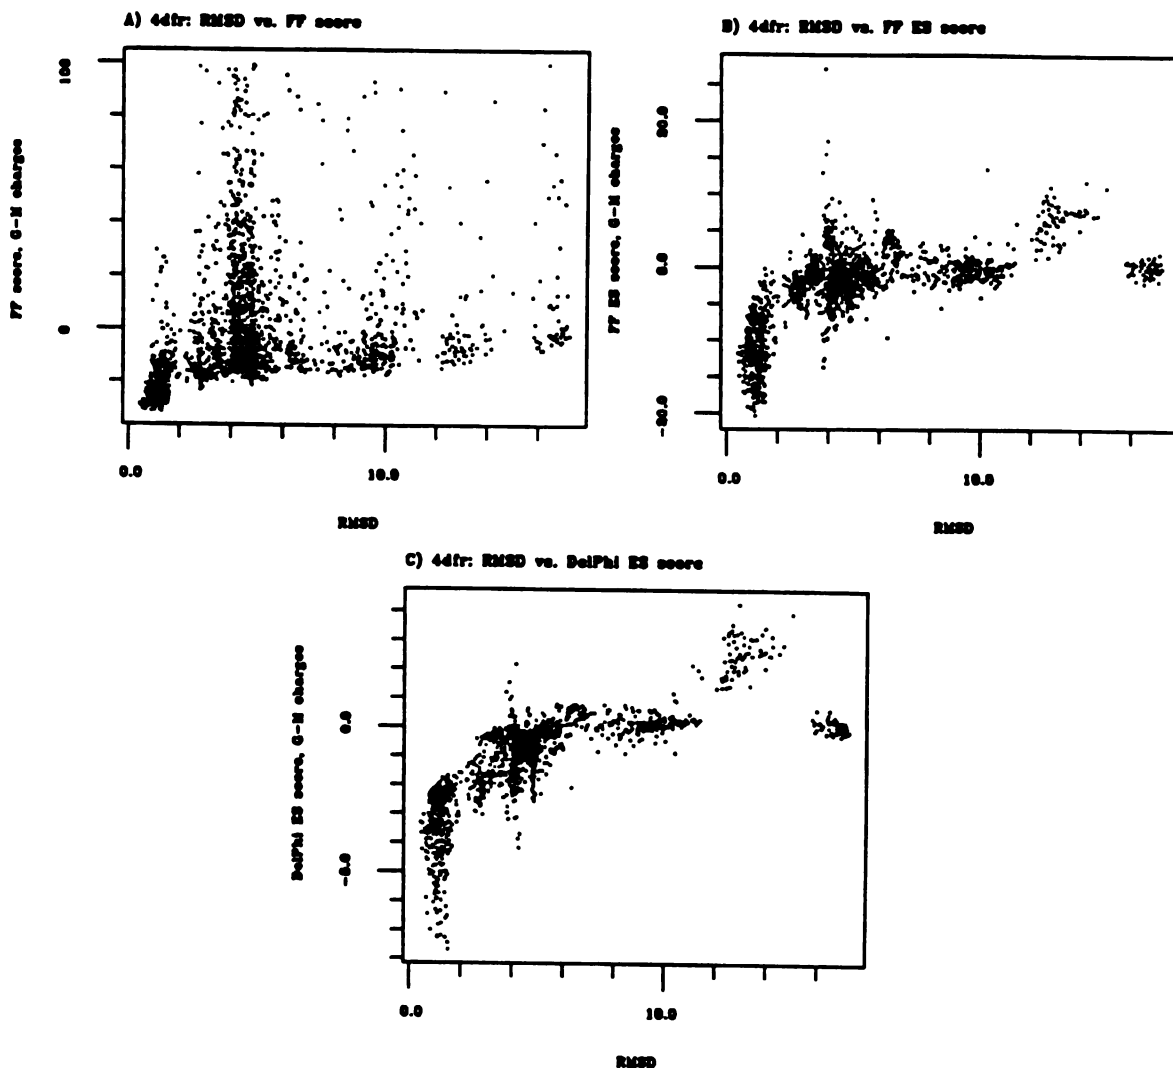 A) 4dfr: RMSD vs. FF score
100
0
FF score, G-M charges
0.0
10.0
RMSD
B) 4dfr: RMSD vs. FF ES score
20.0
0.0
-20.0
FF ES score, G-M charges
0.0
10.0
RMSD
C) 4dfr: RMSD vs. DelPhi ES score
0.0
-5.0
DelPhi ES score, G-M charges
0.0
10.0
RMSD